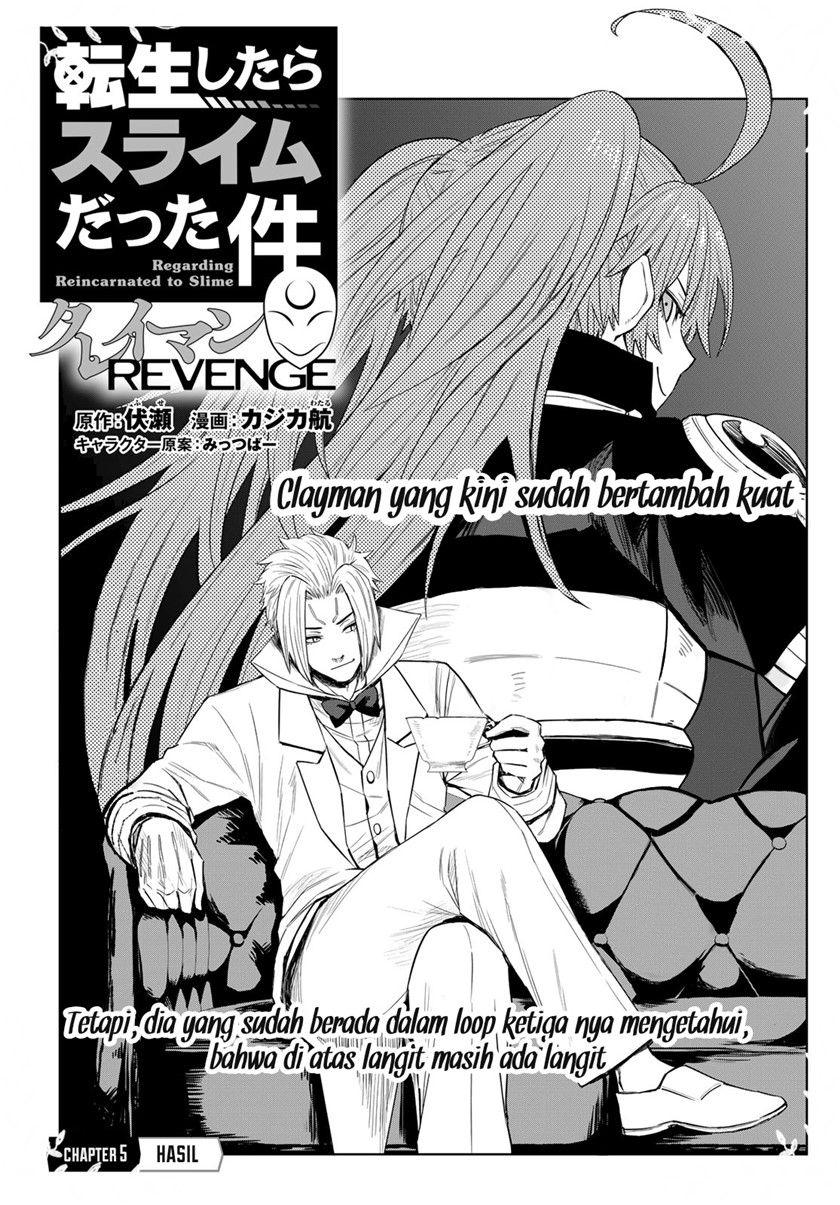 転生したら
スライム
だった件
Regarding
Reincarnated to Slime
クレイマン
REVENGE
原作:伏瀬 漫画:カジカ航
キャラクター原案:みっつばー
Clayman yang kini sudah bertambah kuat
Tetapi, dia yang sudah berada dalam loop ketiga nya mengetahui,
bahwa di atas langit masih ada langit
CHAPTER 5 HASIL